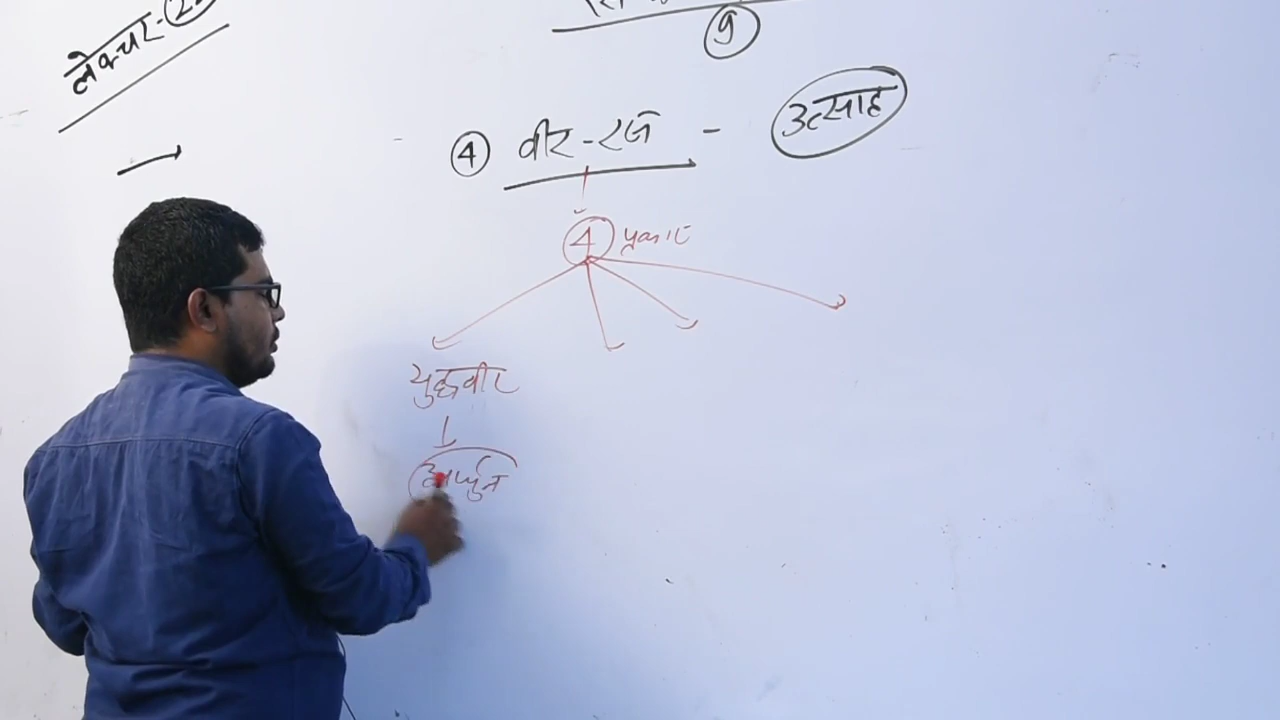 लेक्चर-
9
④ वीर-रस - उत्साह
4 प्रकार
युद्धवीर
अर्जुन